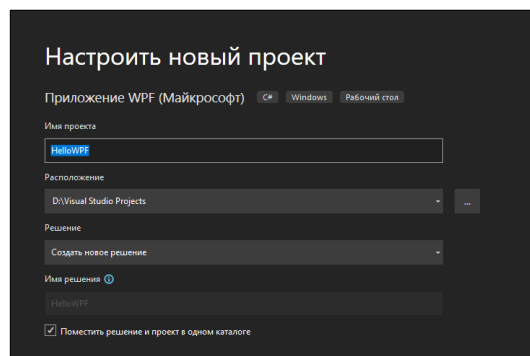 Настроить новый проект
Приложение WPF (Майкрософт) C# Windows Рабочий стол
Имя проекта
HelloWPF
Расположение
D:\Visual Studio Projects
...
Решение
Создать новое решение
Имя решения
HelloWPF
Поместить решение и проект в одном каталоге